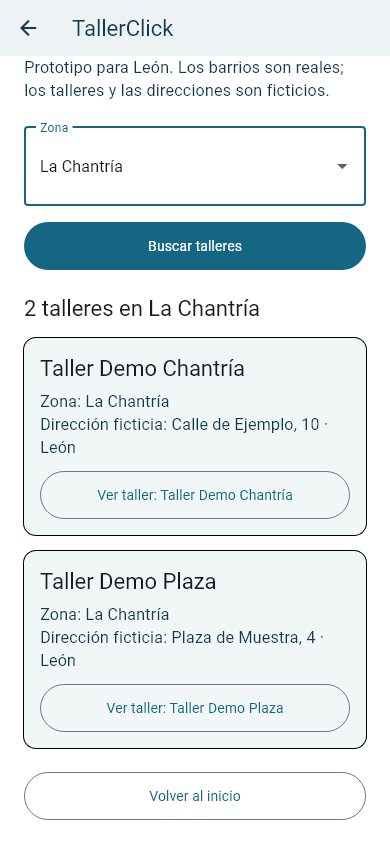 TallerClick
Prototipo para León. Los barrios son reales;
los talleres y las direcciones son ficticios.
Zona
La Chantría
Buscar talleres
2 talleres en La Chantría
Taller Demo Chantría
Zona: La Chantría
Dirección ficticia: Calle de Ejemplo, 10 ·
León
Ver taller: Taller Demo Chantría
Taller Demo Plaza
Zona: La Chantría
Dirección ficticia: Plaza de Muestra, 4 ·
León
Ver taller: Taller Demo Plaza
Volver al inicio